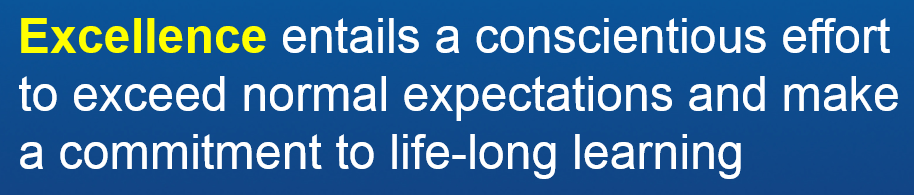 Excellence entails a conscientious effort
to exceed normal expectations and make
a commitment to life-long learning